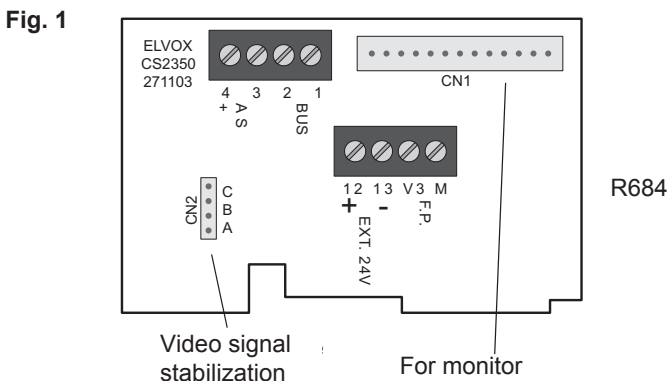 Fig. 1
ELVOX
CS2350
271103
4 3 2 1
+ A S BUS
CN1
12 13 V3 M
+ - F.P.
EXT. 24V
R684
CN2
C
B
A
Video signal
stabilization
For monitor